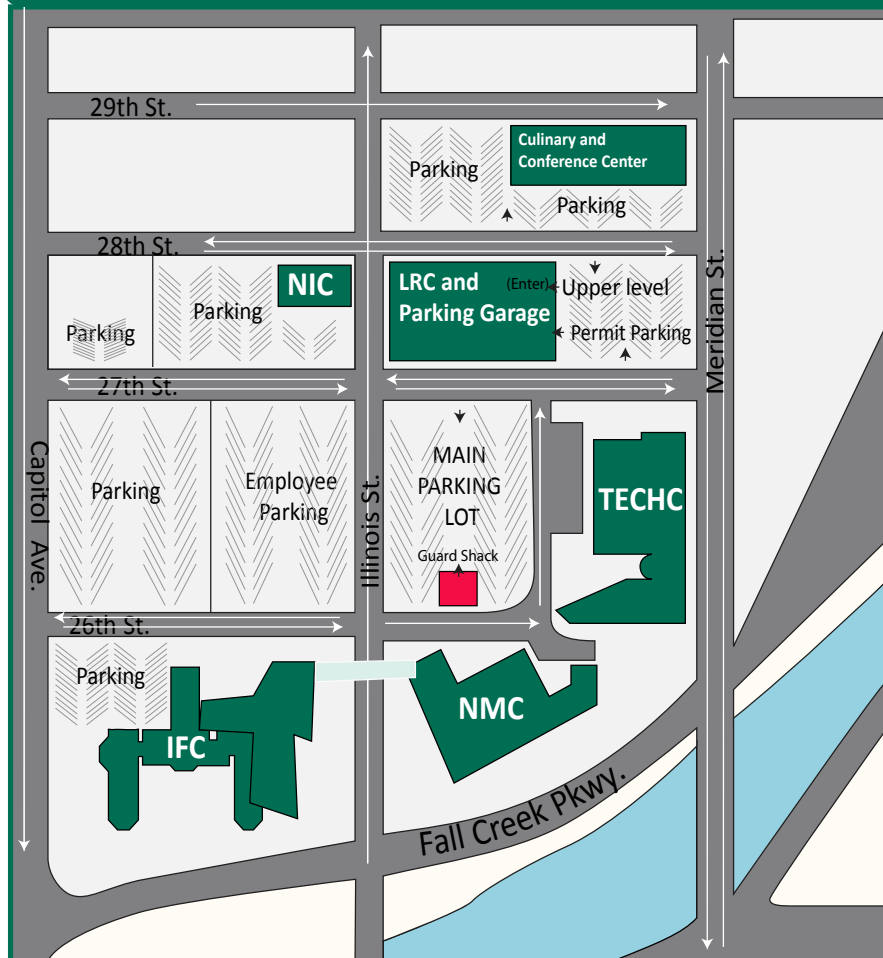 29th St.
Culinary and
Conference Center
Parking
Parking
28th St.
NIC
Parking
Parking
LRC and
Parking Garage
(Enter)
Upper level
Permit Parking
Meridian St.
27th St.
Capitol Ave.
Parking
Employee
Parking
Illinois St.
MAIN
PARKING
LOT
Guard Shack
TECHC
26th St.
Parking
IFC
NMC
Fall Creek Pkwy.